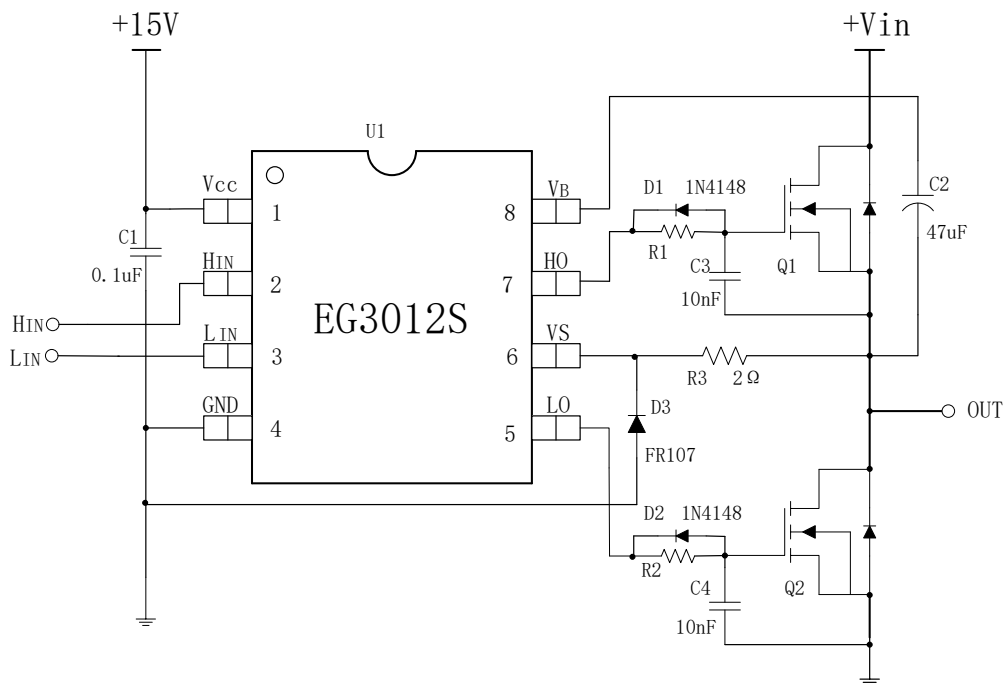 +15V
+Vin
U1
Vcc
1
VB
8
D1 1N4148
C2
47uF
C1
0.1uF
HIN
2
HO
7
R1
C3
10nF
Q1
EG3012S
HIN
LIN
LIN
3
VS
6
R3 2Ω
GND
4
LO
5
D3
FR107
OUT
D2 1N4148
R2
C4
10nF
Q2